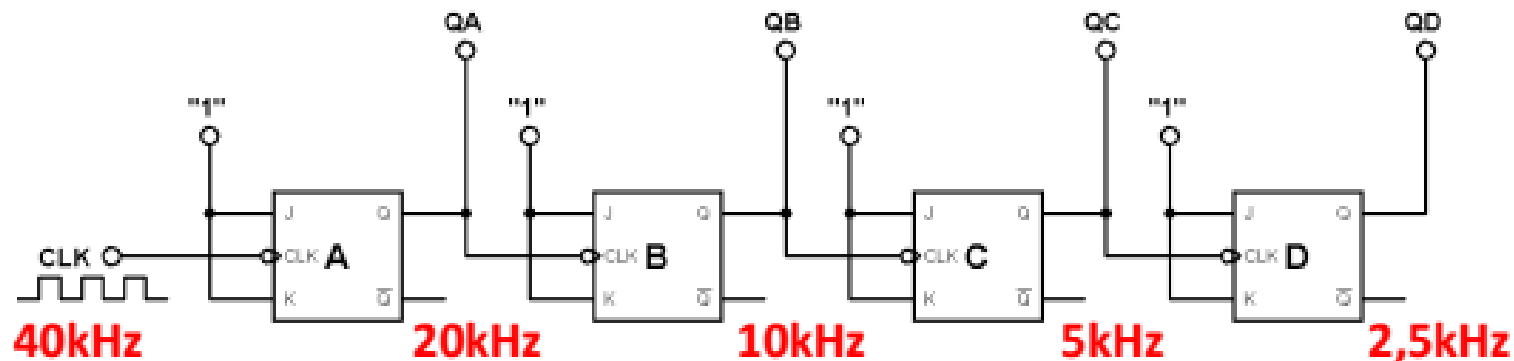 QA QB QC QD
"1" "1" "1" "1"
J Q J Q J Q J Q
CLK CLK A CLK B CLK C CLK D
K Q̅ K Q̅ K Q̅ K Q̅
40kHz 20kHz 10kHz 5kHz 2,5kHz